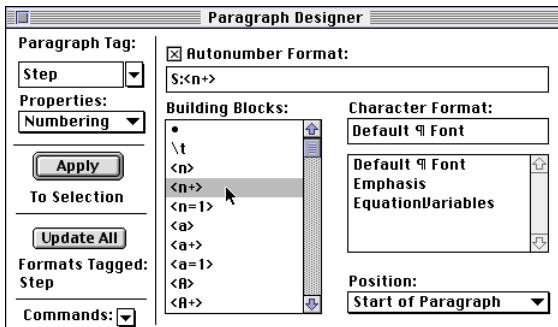 Paragraph Designer
Paragraph Tag:
Step
Properties:
Numbering
Apply
To Selection
Update All
Formats Tagged:
Step
Commands:
Autonumber Format:
S:<n+>
Building Blocks:
•
\t
<n>
<n+>
<n=1>
<a>
<a+>
<a=1>
<A>
<A+>
Character Format:
Default ¶ Font
Default ¶ Font
Emphasis
EquationVariables
Position:
Start of Paragraph